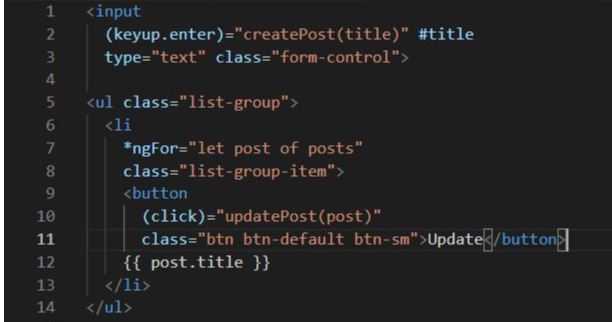 1 <input
2 (keyup.enter)="createPost(title)" #title
3 type="text" class="form-control">
4
5 <ul class="list-group">
6 <li
7 *ngFor="let post of posts"
8 class="list-group-item">
9 <button
10 (click)="updatePost(post)"
11 class="btn btn-default btn-sm">Update</button>
12 {{ post.title }}
13 </li>
14 </ul>